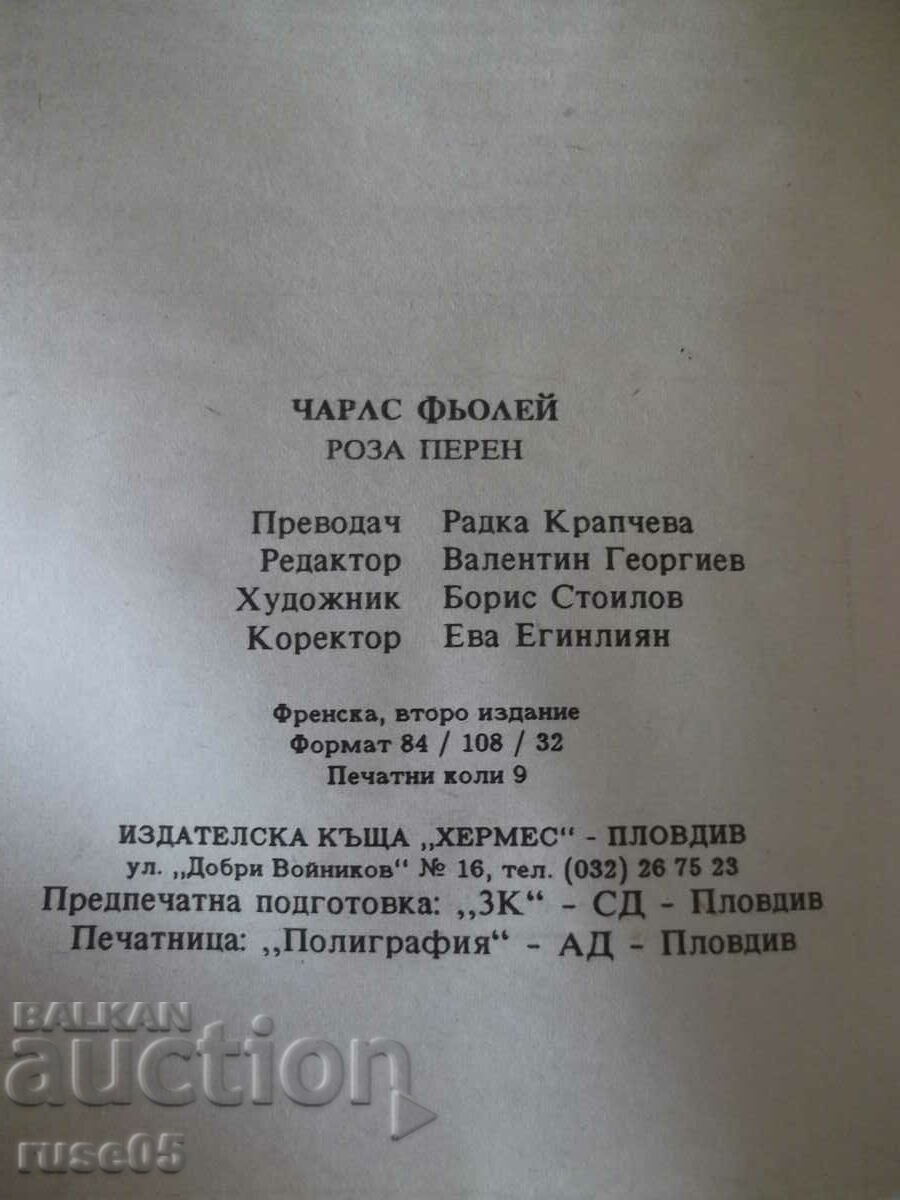 ЧАРЛС ФЬОЛЕЙ
РОЗА ПЕРЕН
Преводач Радка Крапчева
Редактор Валентин Георгиев
Художник Борис Стоилов
Коректор Ева Егинлиян
Френска, второ издание
Формат 84 / 108 / 32
Печатни коли 9
ИЗДАТЕЛСКА КЪЩА „ХЕРМЕС“ - ПЛОВДИВ
ул. „Добри Войников“ № 16, тел. (032) 26 75 23
Предпечатна подготовка: „ЗК“ - СД - Пловдив
Печатница: „Полиграфия“ - АД - Пловдив
BALKAN
auction
ruse05